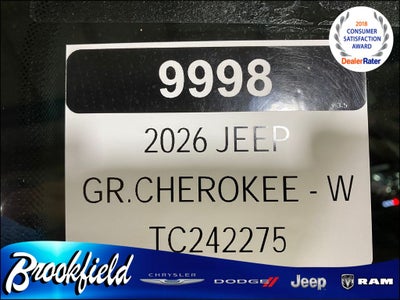 2018
CONSUMER
SATISFACTION
AWARD
DealerRater
9998
2026 JEEP
GR.CHEROKEE - W
TC242275
Brookfield
CHRYSLER
DODGE
Jeep
RAM